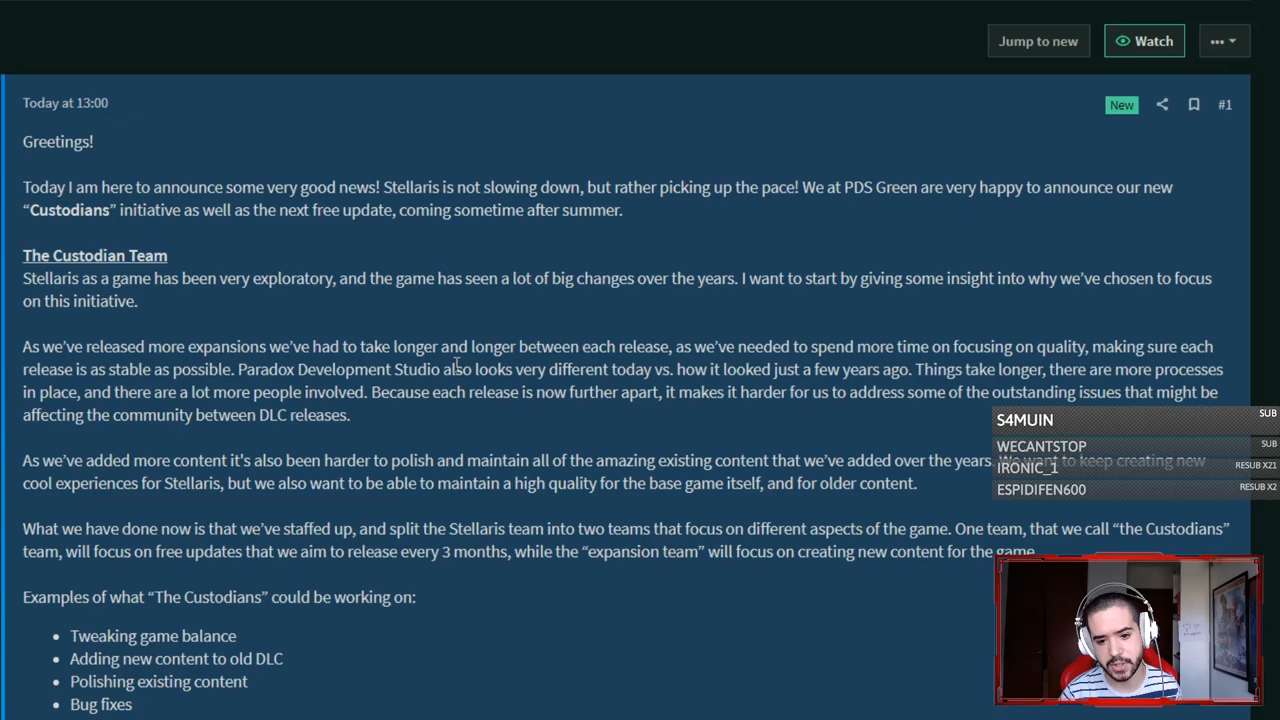 Jump to new
Watch
Today at 13:00
New
#1
Greetings!
Today I am here to announce some very good news! Stellaris is not slowing down, but rather picking up the pace! We at PDS Green are very happy to announce our new
“Custodians” initiative as well as the next free update, coming sometime after summer.
The Custodian Team
Stellaris as a game has been very exploratory, and the game has seen a lot of big changes over the years. I want to start by giving some insight into why we’ve chosen to focus
on this initiative.
As we’ve released more expansions we’ve had to take longer and longer between each release, as we’ve needed to spend more time on focusing on quality, making sure each
release is as stable as possible. Paradox Development Studio also looks very different today vs. how it looked just a few years ago. Things take longer, there are more processes
in place, and there are a lot more people involved. Because each release is now further apart, it makes it harder for us to address some of the outstanding issues that might be
affecting the community between DLC releases.
S4MUIN SUB
WECANTSTOP SUB
As we’ve added more content it's also been harder to polish and maintain all of the amazing existing content that we’ve added over the years. We want to keep creating new
IRONIC_1 RESUB X21
cool experiences for Stellaris, but we also want to be able to maintain a high quality for the base game itself, and for older content.
ESPIDIFEN600 RESUB X2
What we have done now is that we’ve staffed up, and split the Stellaris team into two teams that focus on different aspects of the game. One team, that we call “the Custodians”
team, will focus on free updates that we aim to release every 3 months, while the “expansion team” will focus on creating new content for the game.
Examples of what “The Custodians” could be working on:
• Tweaking game balance
• Adding new content to old DLC
• Polishing existing content
• Bug fixes